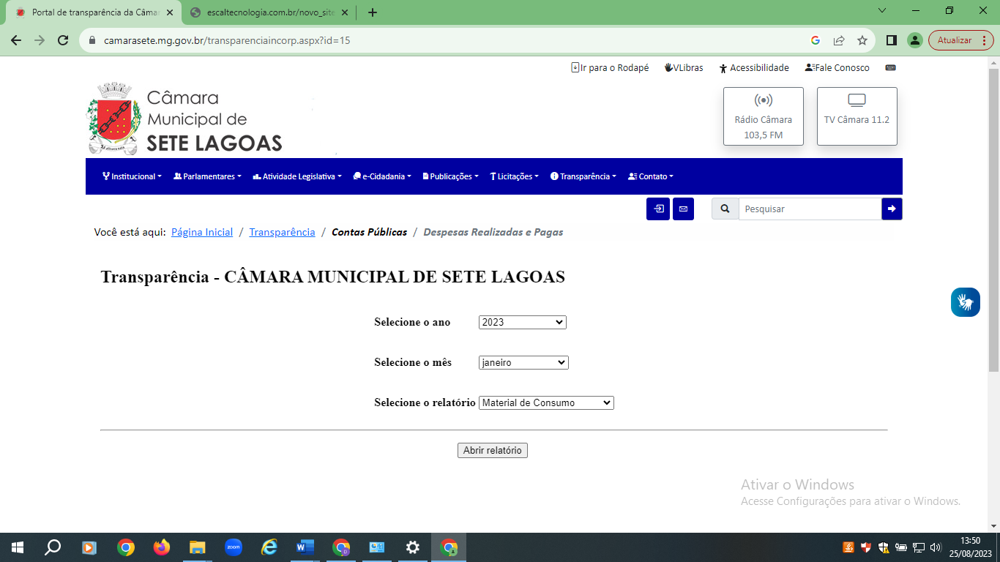 Portal de transparência da Câmar
escaltecnologia.com.br/novo_site
camarasete.mg.gov.br/transparenciaincorp.aspx?id=15
Atualizar
Ir para o Rodapé VLibras Acessibilidade Fale Conosco
Câmara
Municipal de
SETE LAGOAS
Rádio Câmara
103,5 FM
TV Câmara 11.2
Institucional Parlamentares Atividade Legislativa e-Cidadania Publicações Licitações Transparência Contato
Pesquisar
Você está aqui: Página Inicial / Transparência / Contas Públicas / Despesas Realizadas e Pagas
Transparência - CÂMARA MUNICIPAL DE SETE LAGOAS
Selecione o ano 2023
Selecione o mês janeiro
Selecione o relatório Material de Consumo
Abrir relatório
Ativar o Windows
Acesse Configurações para ativar o Windows.
zoom
13:50
25/08/2023